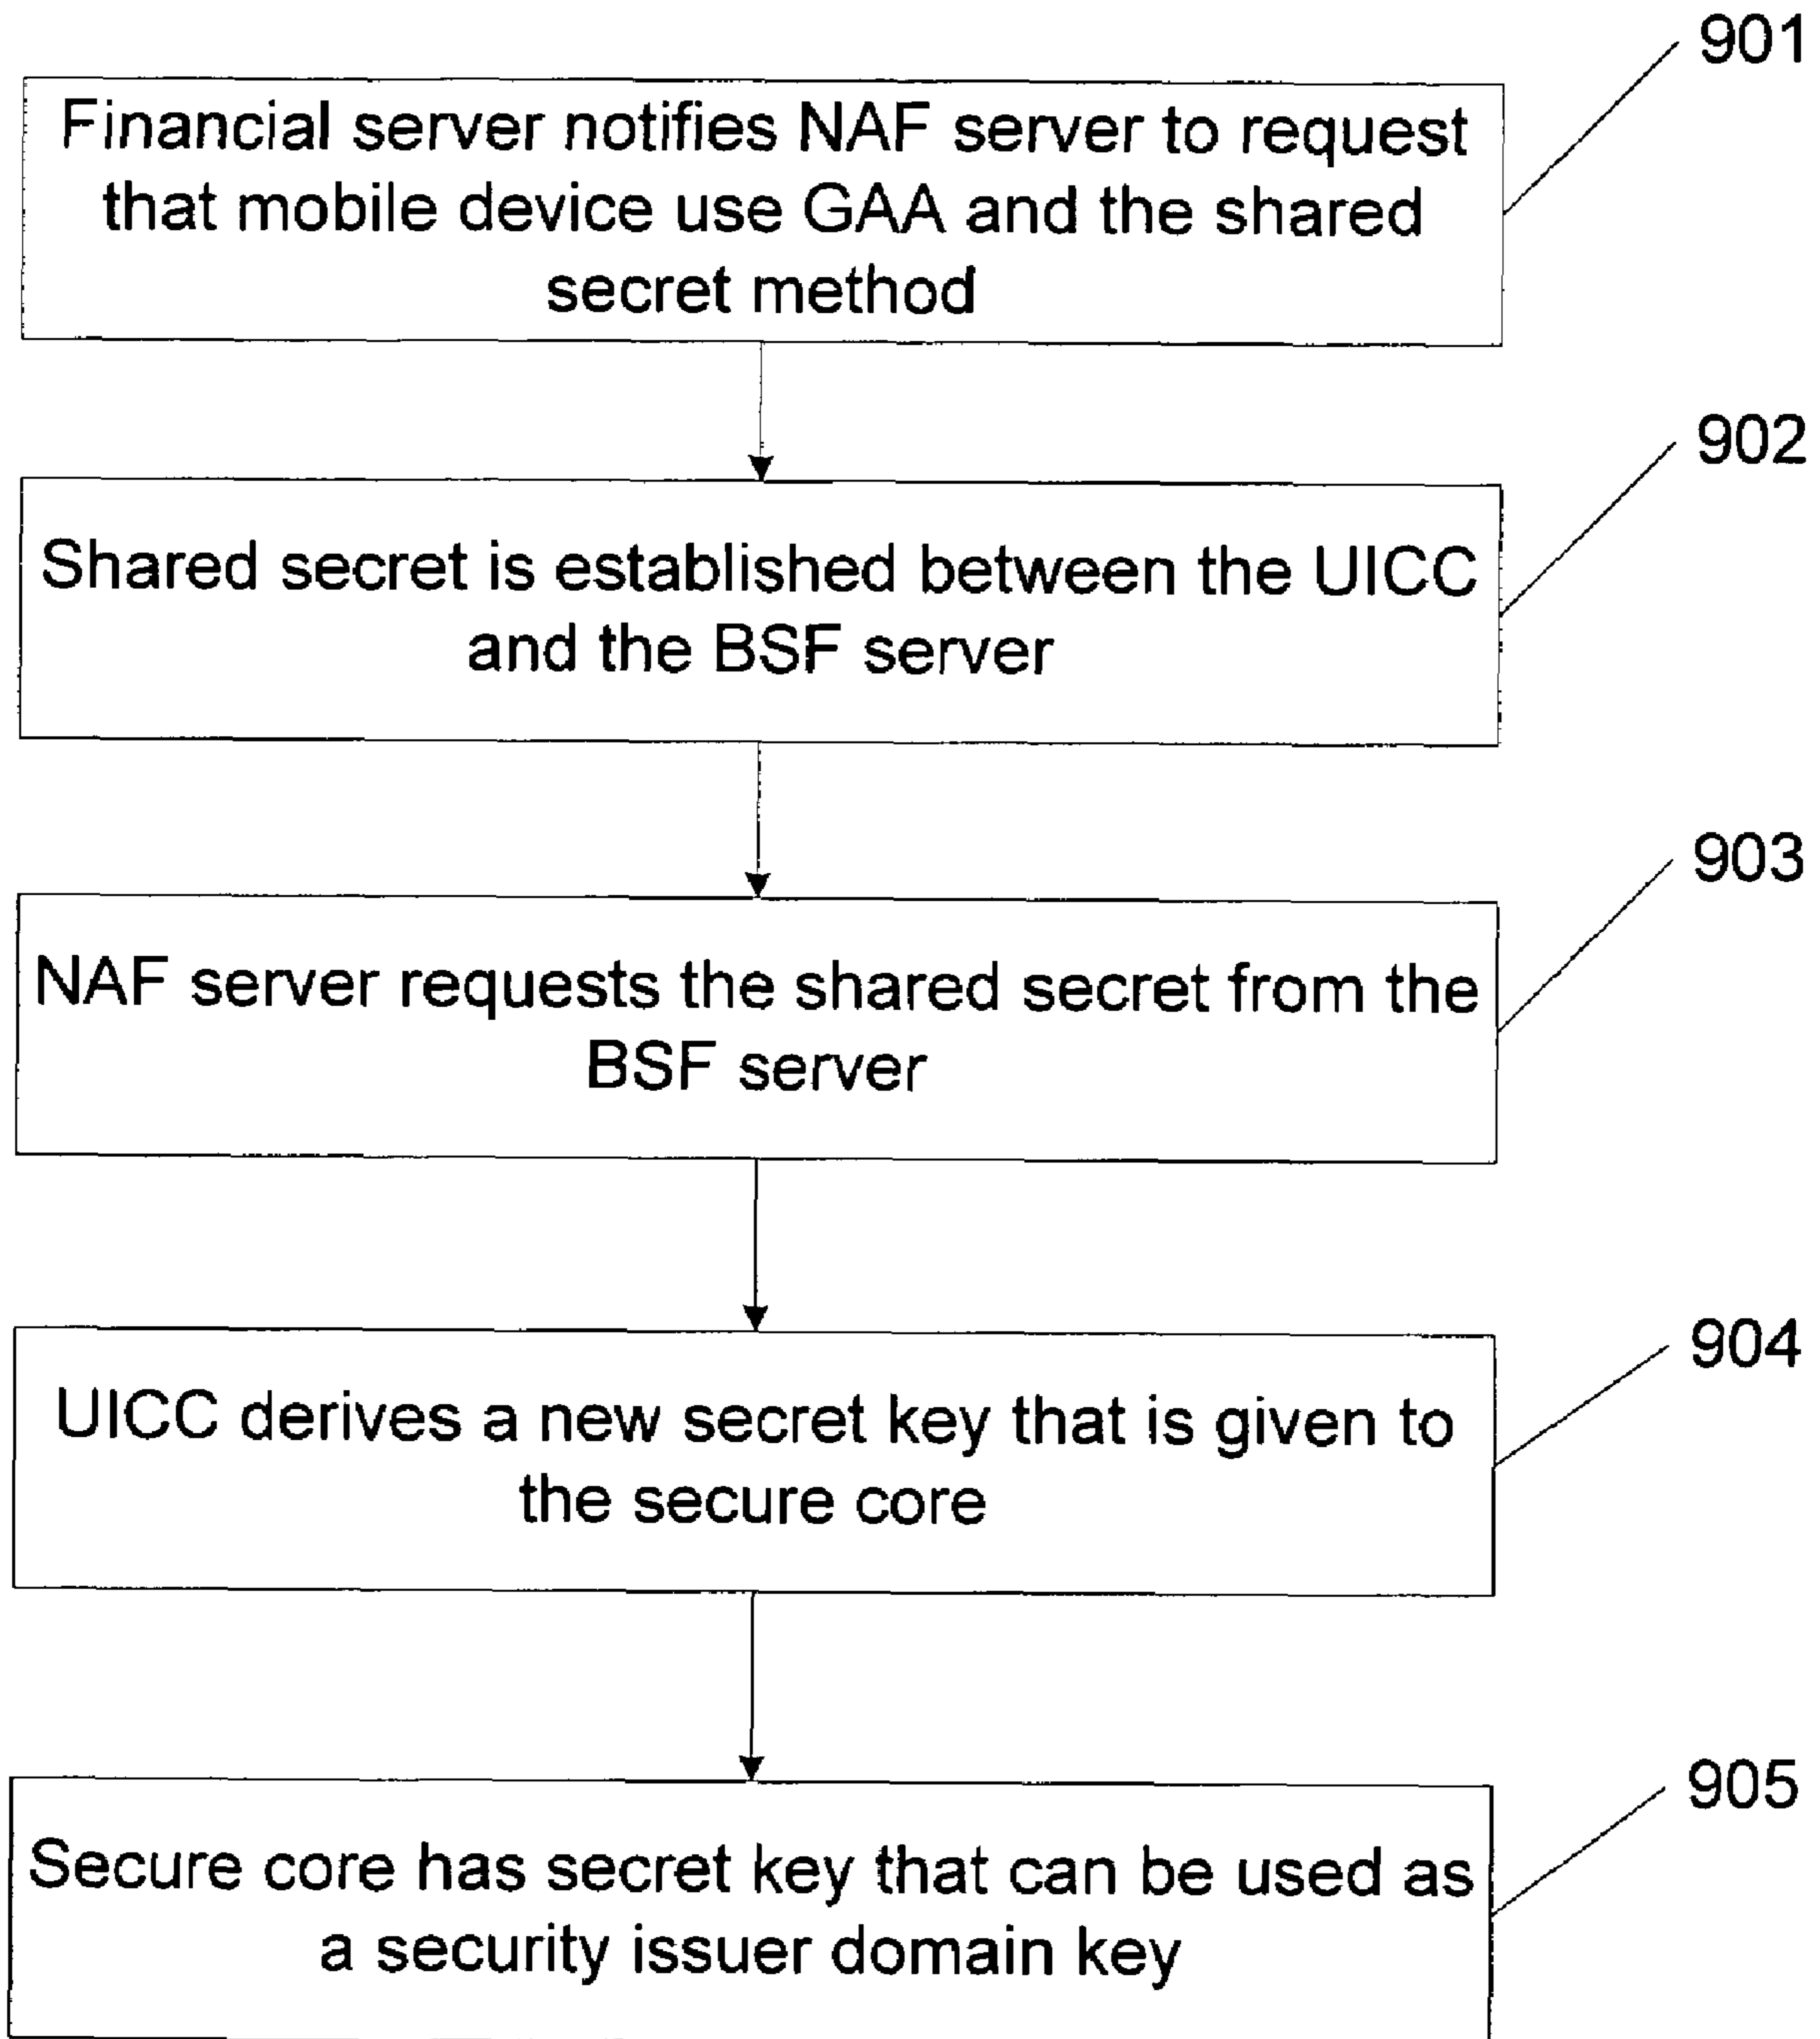 901
Financial server notifies NAF server to request
that mobile device use GAA and the shared
secret method
902
Shared secret is established between the UICC
and the BSF server
903
NAF server requests the shared secret from the
BSF server
904
UICC derives a new secret key that is given to
the secure core
905
Secure core has secret key that can be used as
a security issuer domain key